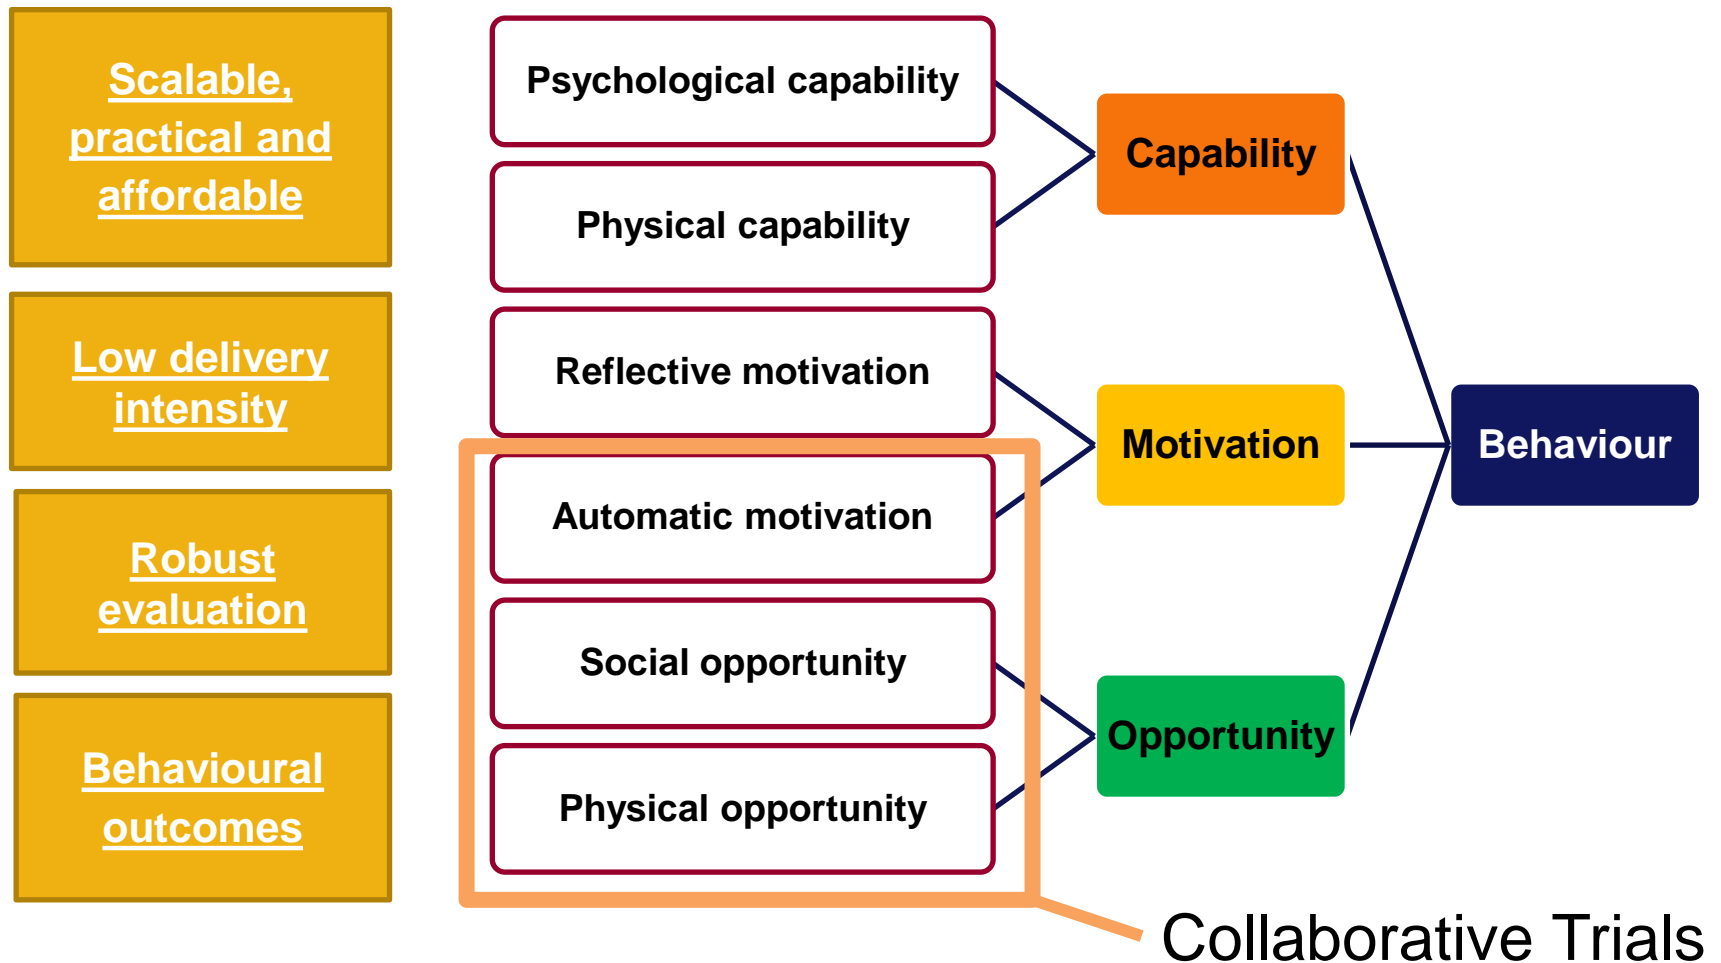 Scalable,
practical and
affordable
Low delivery
intensity
Robust
evaluation
Behavioural
outcomes
Psychological capability
Physical capability
Reflective motivation
Automatic motivation
Social opportunity
Physical opportunity
Capability
Motivation
Opportunity
Behaviour
Collaborative Trials